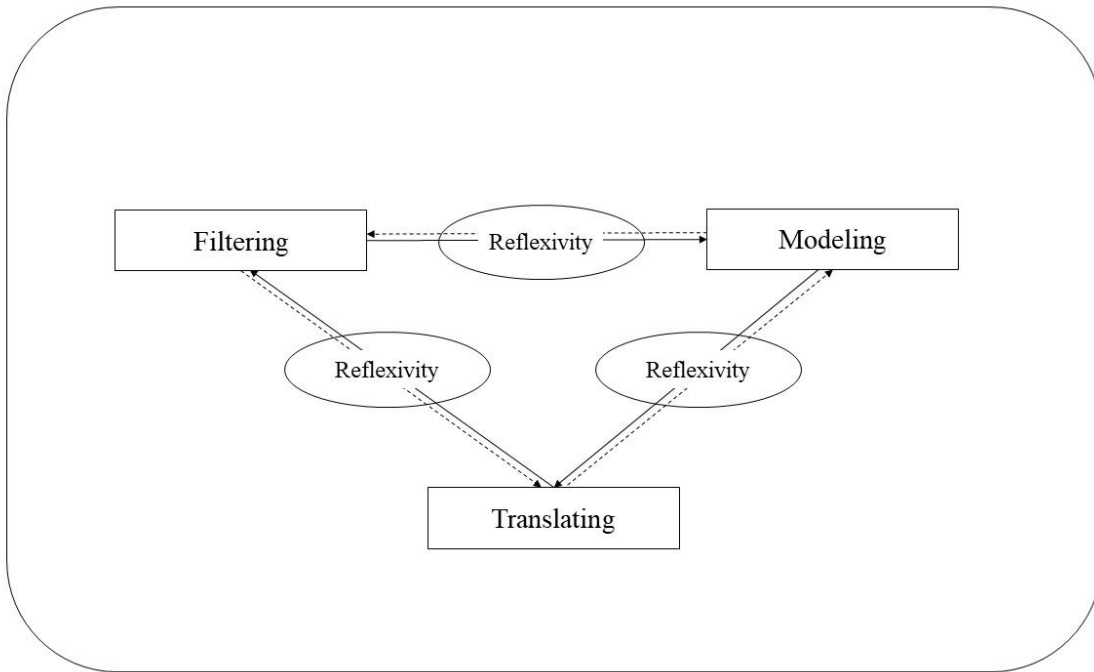 Filtering
Reflexivity
Modeling
Reflexivity
Reflexivity
Translating